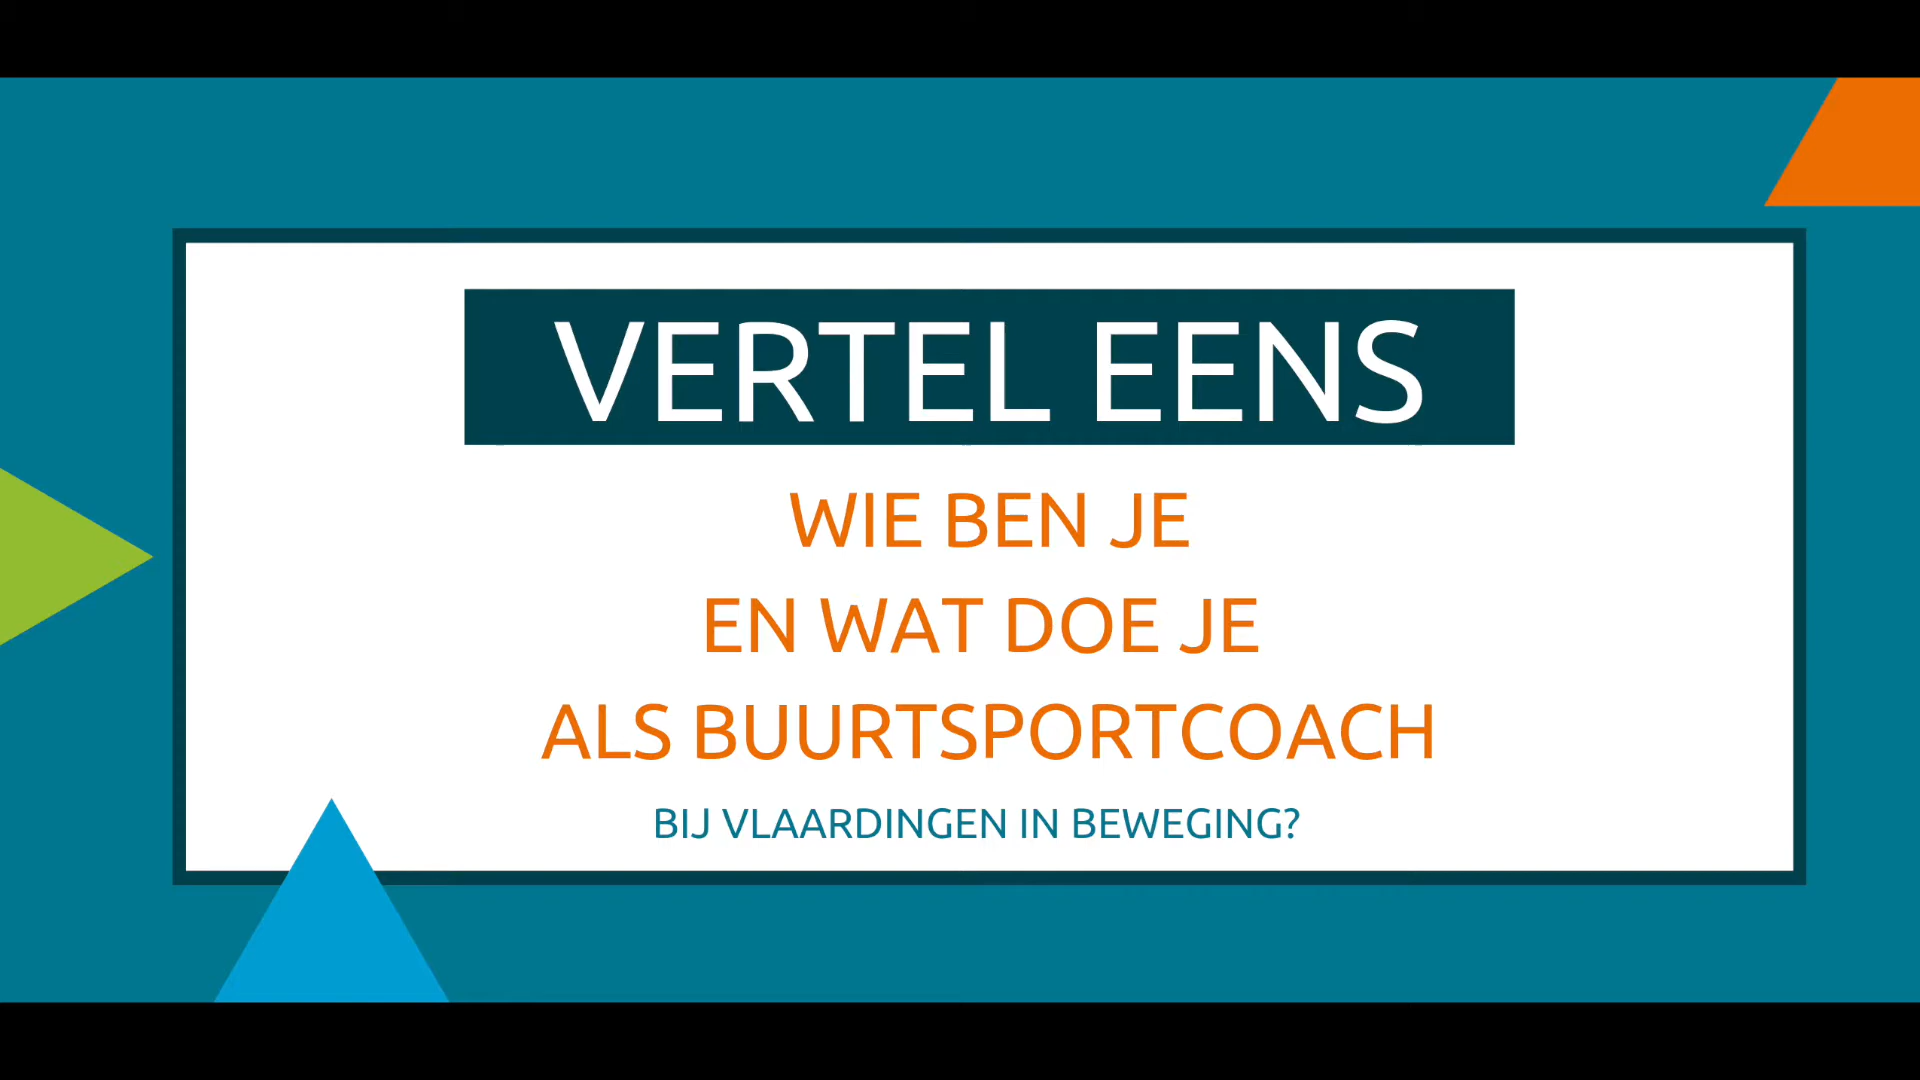 VERTEL EENS
WIE BEN JE
EN WAT DOE JE
ALS BUURTSPORTCOACH
BIJ VLAARDINGEN IN BEWEGING?